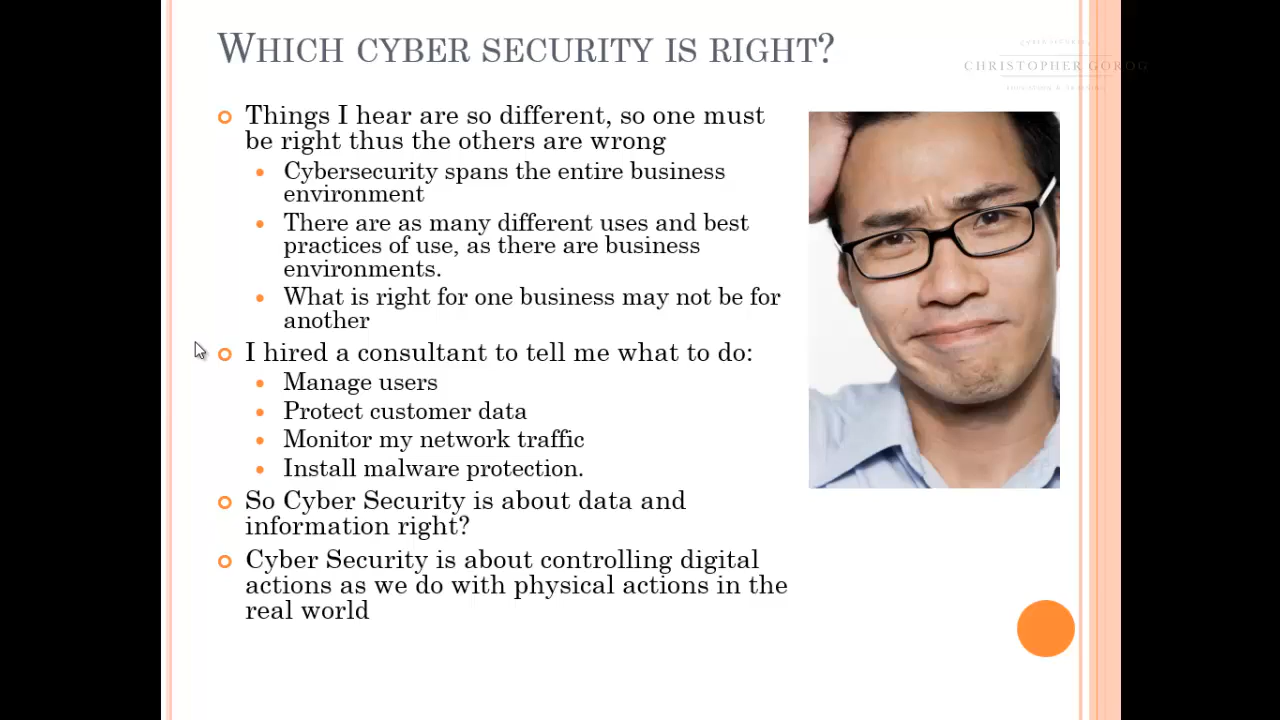 WHICH CYBER SECURITY IS RIGHT?
CHRISTOPHER GOROG
Things I hear are so different, so one must
be right thus the others are wrong
Cybersecurity spans the entire business
environment
There are as many different uses and best
practices of use, as there are business
environments.
What is right for one business may not be for
another
I hired a consultant to tell me what to do:
Manage users
Protect customer data
Monitor my network traffic
Install malware protection.
So Cyber Security is about data and
information right?
Cyber Security is about controlling digital
actions as we do with physical actions in the
real world